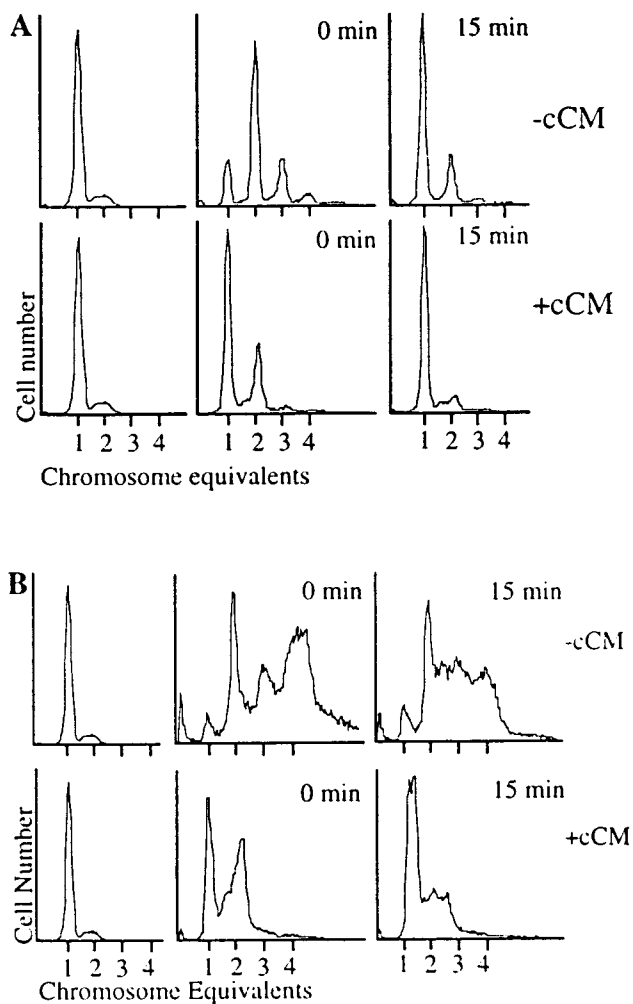 A
0 min
15 min
-cCM
0 min
15 min
+cCM
Cell number
1 2 3 4
1 2 3 4
1 2 3 4
Chromosome equivalents
B
0 min
15 min
-cCM
0 min
15 min
+cCM
Cell Number
1 2 3 4
1 2 3 4
1 2 3 4
Chromosome Equivalents